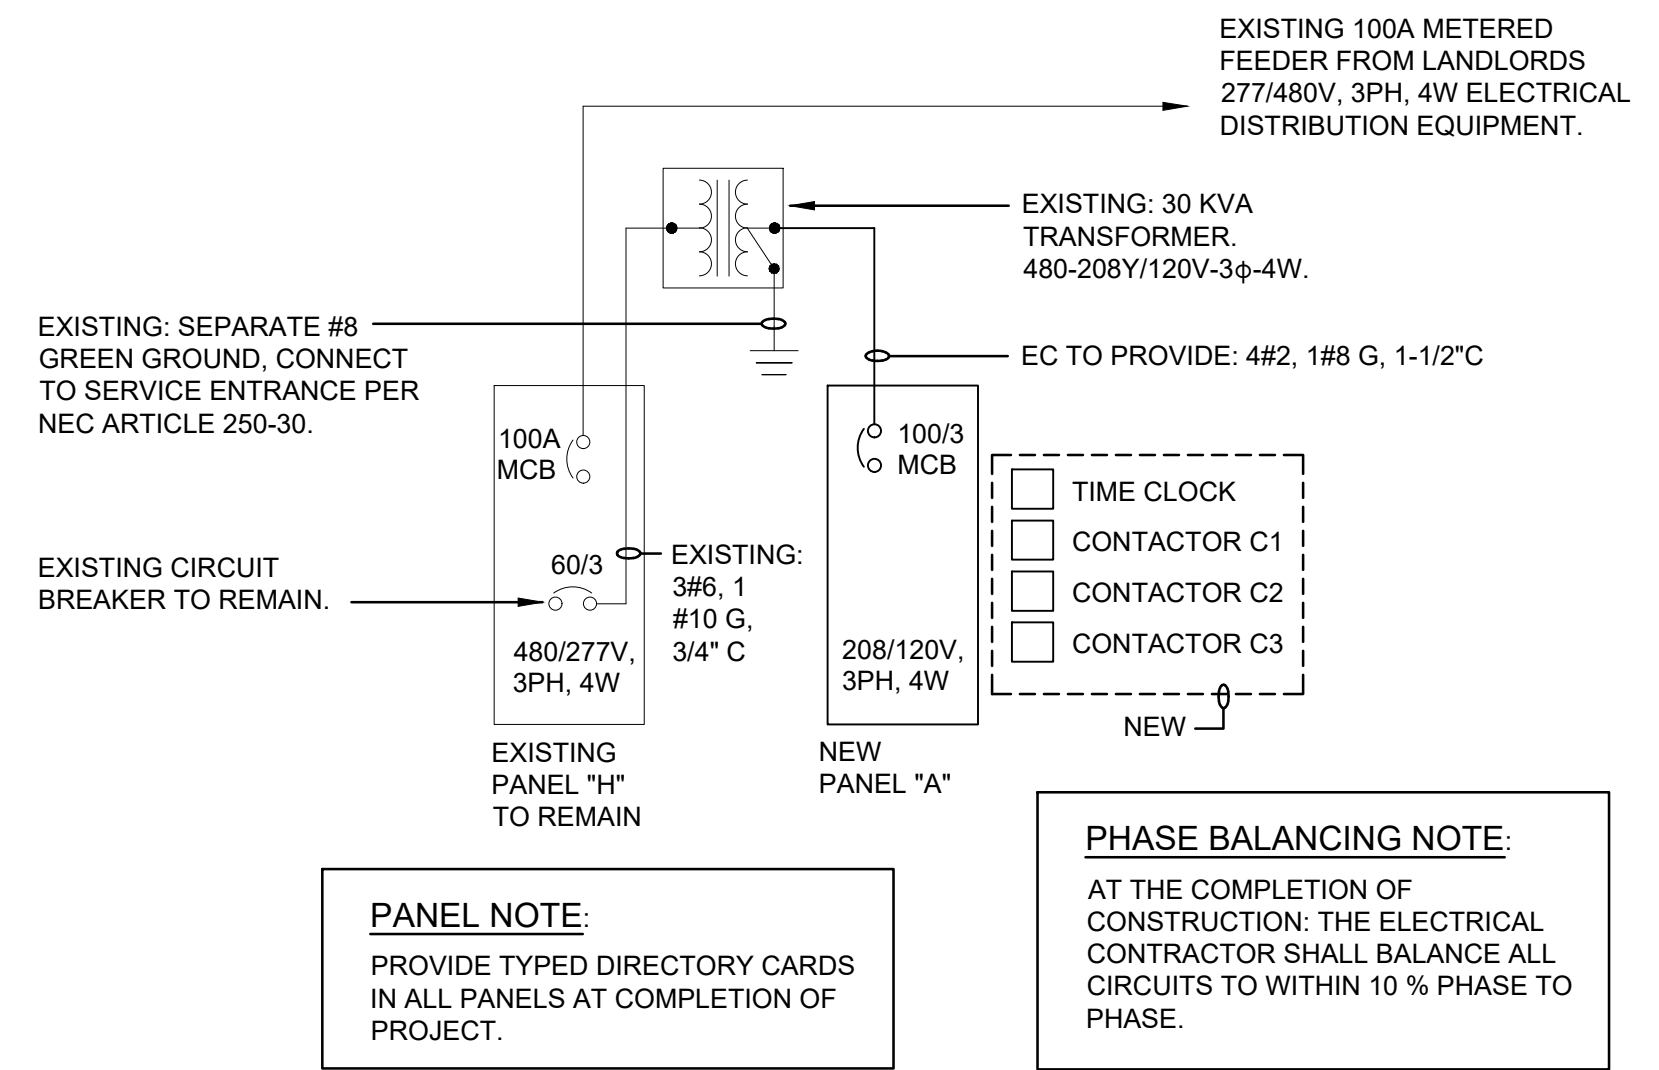 EXISTING 100A METERED
FEEDER FROM LANDLORDS
277/480V, 3PH, 4W ELECTRICAL
DISTRIBUTION EQUIPMENT.
EXISTING: 30 KVA
TRANSFORMER.
480-208Y/120V-3ϕ-4W.
EXISTING: SEPARATE #8
GREEN GROUND, CONNECT
TO SERVICE ENTRANCE PER
NEC ARTICLE 250-30.
EC TO PROVIDE: 4#2, 1#8 G, 1-1/2"C
100A
MCB
100/3
MCB
TIME CLOCK
CONTACTOR C1
CONTACTOR C2
CONTACTOR C3
NEW
EXISTING CIRCUIT
BREAKER TO REMAIN.
60/3
EXISTING:
3#6, 1
#10 G,
3/4" C
480/277V,
3PH, 4W
208/120V,
3PH, 4W
EXISTING
PANEL "H"
TO REMAIN
NEW
PANEL "A"
PANEL NOTE:
PROVIDE TYPED DIRECTORY CARDS
IN ALL PANELS AT COMPLETION OF
PROJECT.
PHASE BALANCING NOTE:
AT THE COMPLETION OF
CONSTRUCTION: THE ELECTRICAL
CONTRACTOR SHALL BALANCE ALL
CIRCUITS TO WITHIN 10 % PHASE TO
PHASE.